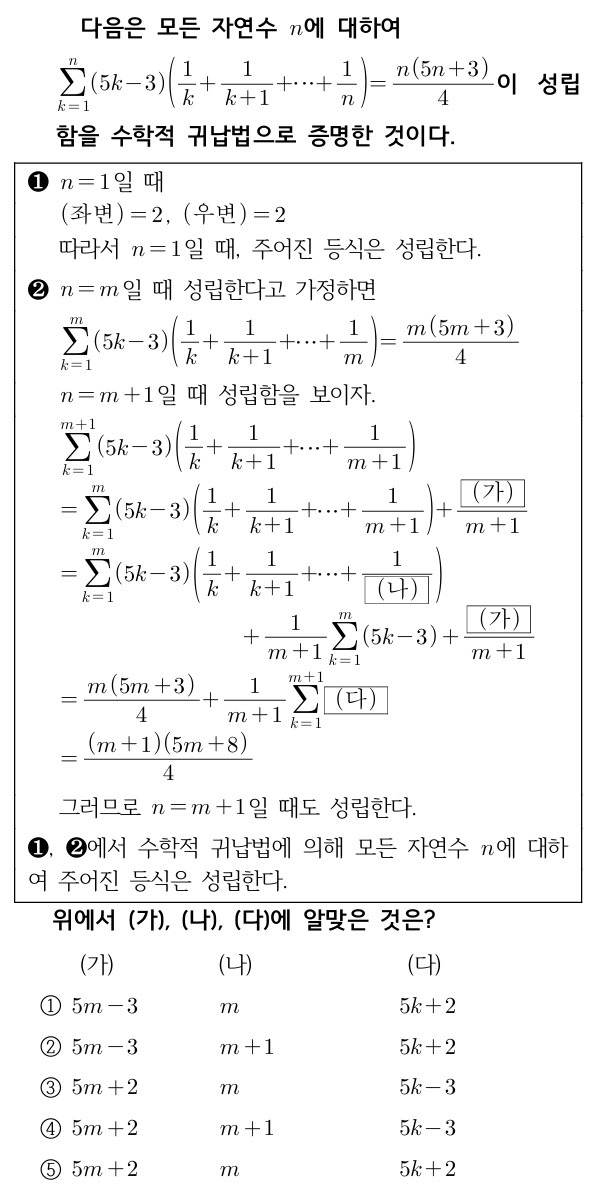 다음은 모든 자연수 n에 대하여
\sum_{k=1}^{n}(5k-3)\left(\frac{1}{k}+\frac{1}{k+1}+\cdots+\frac{1}{n}\right)=\frac{n(5n+3)}{4}이 성립
함을 수학적 귀납법으로 증명한 것이다.
❶ n=1일 때
(좌변)=2, (우변)=2
따라서 n=1일 때, 주어진 등식은 성립한다.
❷ n=m일 때 성립한다고 가정하면
\sum_{k=1}^{m}(5k-3)\left(\frac{1}{k}+\frac{1}{k+1}+\cdots+\frac{1}{m}\right)=\frac{m(5m+3)}{4}
n=m+1일 때 성립함을 보이자.
\sum_{k=1}^{m+1}(5k-3)\left(\frac{1}{k}+\frac{1}{k+1}+\cdots+\frac{1}{m+1}\right)
=\sum_{k=1}^{m}(5k-3)\left(\frac{1}{k}+\frac{1}{k+1}+\cdots+\frac{1}{m+1}\right)+\frac{(가)}{m+1}
=\sum_{k=1}^{m}(5k-3)\left(\frac{1}{k}+\frac{1}{k+1}+\cdots+\frac{1}{(나)}\right)
+\frac{1}{m+1}\sum_{k=1}^{m}(5k-3)+\frac{(가)}{m+1}
=\frac{m(5m+3)}{4}+\frac{1}{m+1}\sum_{k=1}^{m+1}(다)
=\frac{(m+1)(5m+8)}{4}
그러므로 n=m+1일 때도 성립한다.
❶, ❷에서 수학적 귀납법에 의해 모든 자연수 n에 대하
여 주어진 등식은 성립한다.
위에서 (가), (나), (다)에 알맞은 것은?
(가) (나) (다)
① 5m-3 m 5k+2
② 5m-3 m+1 5k+2
③ 5m+2 m 5k-3
④ 5m+2 m+1 5k-3
⑤ 5m+2 m 5k+2